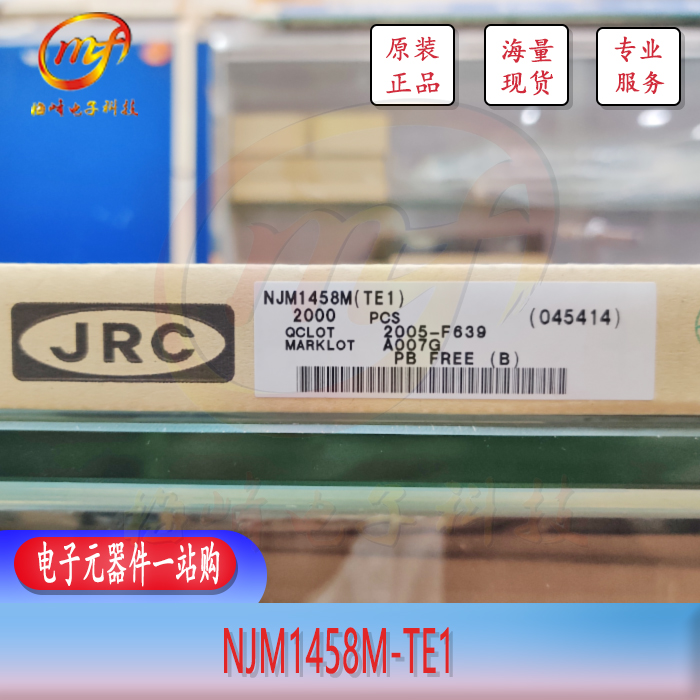 mf
电子科技
原装
正品
海量
现货
专业
服务
JRC
NJM1458M(TE1)
2000 PCS
(045414)
QCLOT 2005-F639
MARKLOT A007G
PB FREE (B)
电子元器件一站购
NJM1458M-TE1